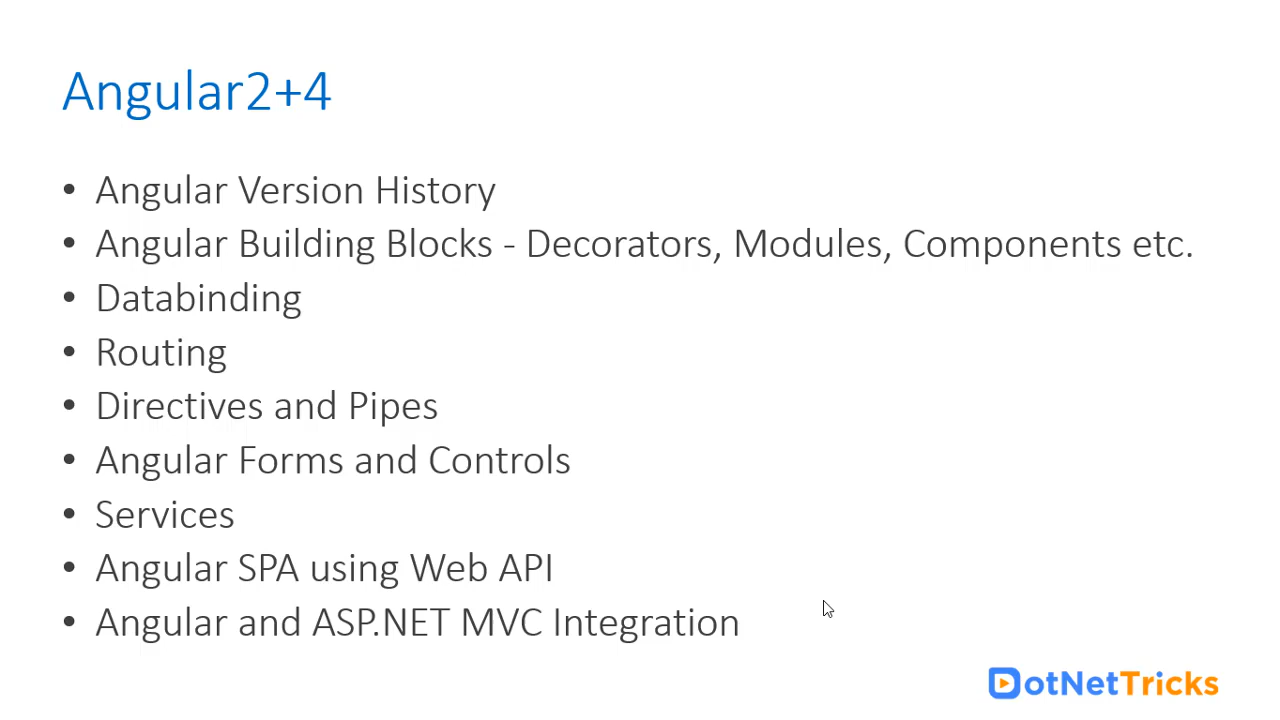 Angular2+4
• Angular Version History
• Angular Building Blocks - Decorators, Modules, Components etc.
• Databinding
• Routing
• Directives and Pipes
• Angular Forms and Controls
• Services
• Angular SPA using Web API
• Angular and ASP.NET MVC Integration
DotNetTricks